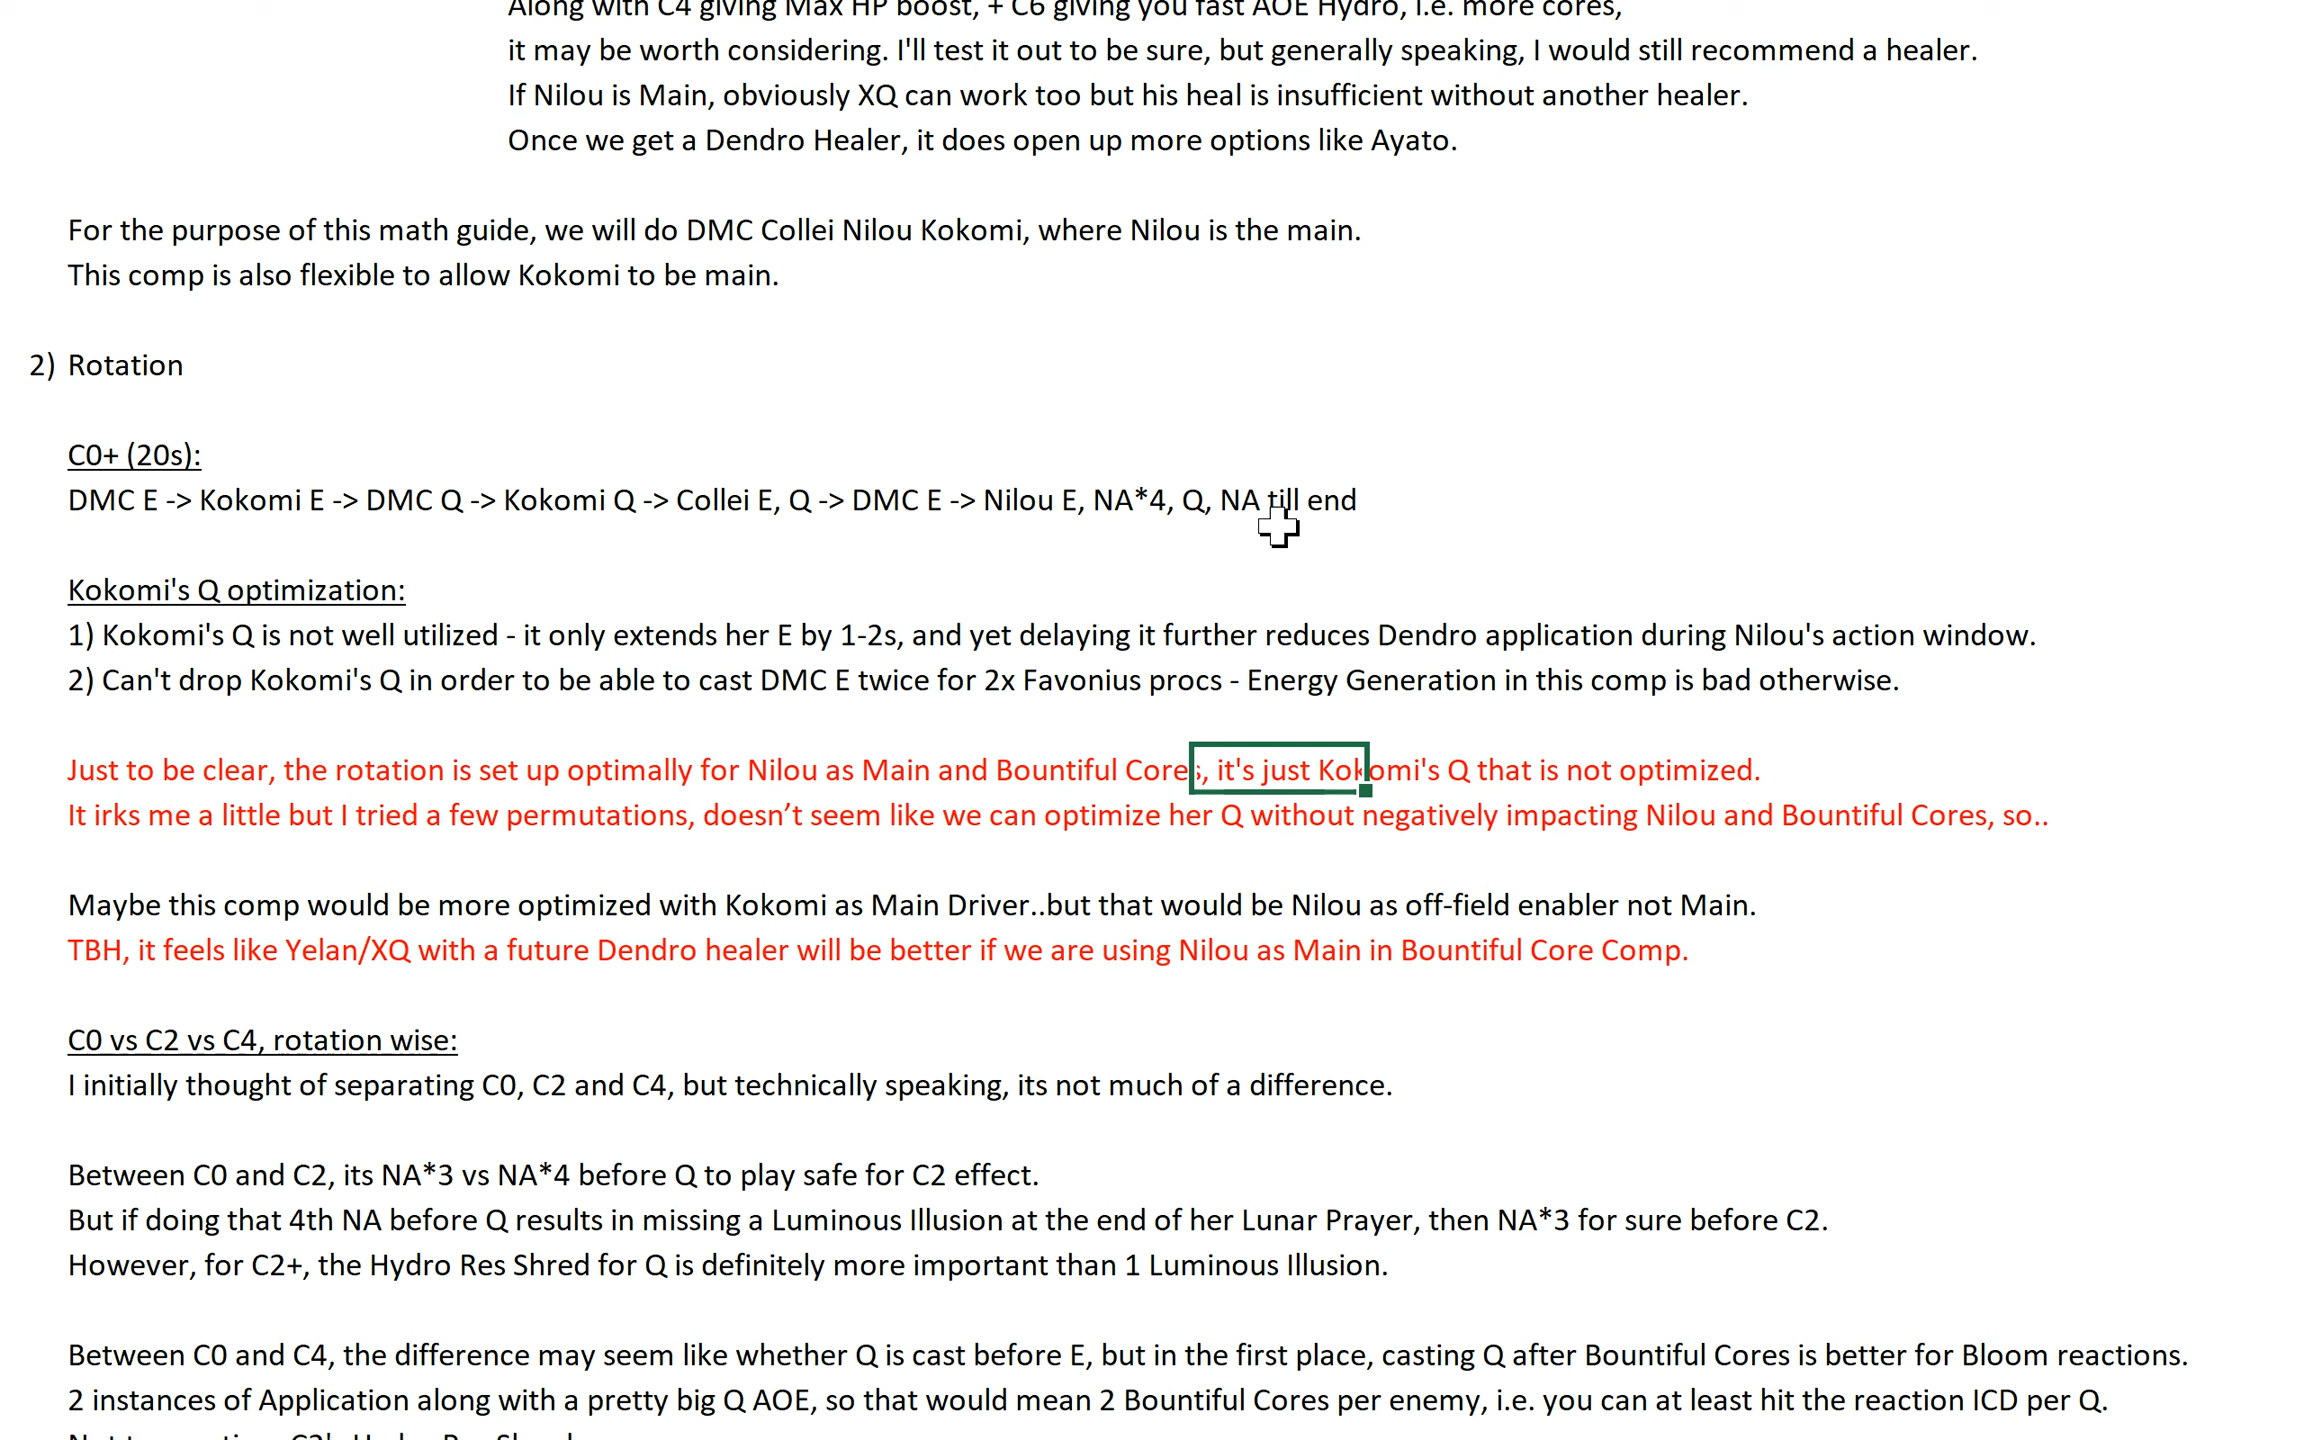 Along with C4 giving Max HP boost, + C6 giving you fast AOE Hydro, i.e. more cores,
it may be worth considering. I'll test it out to be sure, but generally speaking, I would still recommend a healer.
If Nilou is Main, obviously XQ can work too but his heal is insufficient without another healer.
Once we get a Dendro Healer, it does open up more options like Ayato.
For the purpose of this math guide, we will do DMC Collei Nilou Kokomi, where Nilou is the main.
This comp is also flexible to allow Kokomi to be main.
2) Rotation
C0+ (20s):
DMC E -> Kokomi E -> DMC Q -> Kokomi Q -> Collei E, Q -> DMC E -> Nilou E, NA*4, Q, NA till end
Kokomi's Q optimization:
1) Kokomi's Q is not well utilized - it only extends her E by 1-2s, and yet delaying it further reduces Dendro application during Nilou's action window.
2) Can't drop Kokomi's Q in order to be able to cast DMC E twice for 2x Favonius procs - Energy Generation in this comp is bad otherwise.
Just to be clear, the rotation is set up optimally for Nilou as Main and Bountiful Cores, it's just Kokomi's Q that is not optimized.
It irks me a little but I tried a few permutations, doesn’t seem like we can optimize her Q without negatively impacting Nilou and Bountiful Cores, so..
Maybe this comp would be more optimized with Kokomi as Main Driver..but that would be Nilou as off-field enabler not Main.
TBH, it feels like Yelan/XQ with a future Dendro healer will be better if we are using Nilou as Main in Bountiful Core Comp.
C0 vs C2 vs C4, rotation wise:
I initially thought of separating C0, C2 and C4, but technically speaking, its not much of a difference.
Between C0 and C2, its NA*3 vs NA*4 before Q to play safe for C2 effect.
But if doing that 4th NA before Q results in missing a Luminous Illusion at the end of her Lunar Prayer, then NA*3 for sure before C2.
However, for C2+, the Hydro Res Shred for Q is definitely more important than 1 Luminous Illusion.
Between C0 and C4, the difference may seem like whether Q is cast before E, but in the first place, casting Q after Bountiful Cores is better for Bloom reactions.
2 instances of Application along with a pretty big Q AOE, so that would mean 2 Bountiful Cores per enemy, i.e. you can at least hit the reaction ICD per Q.